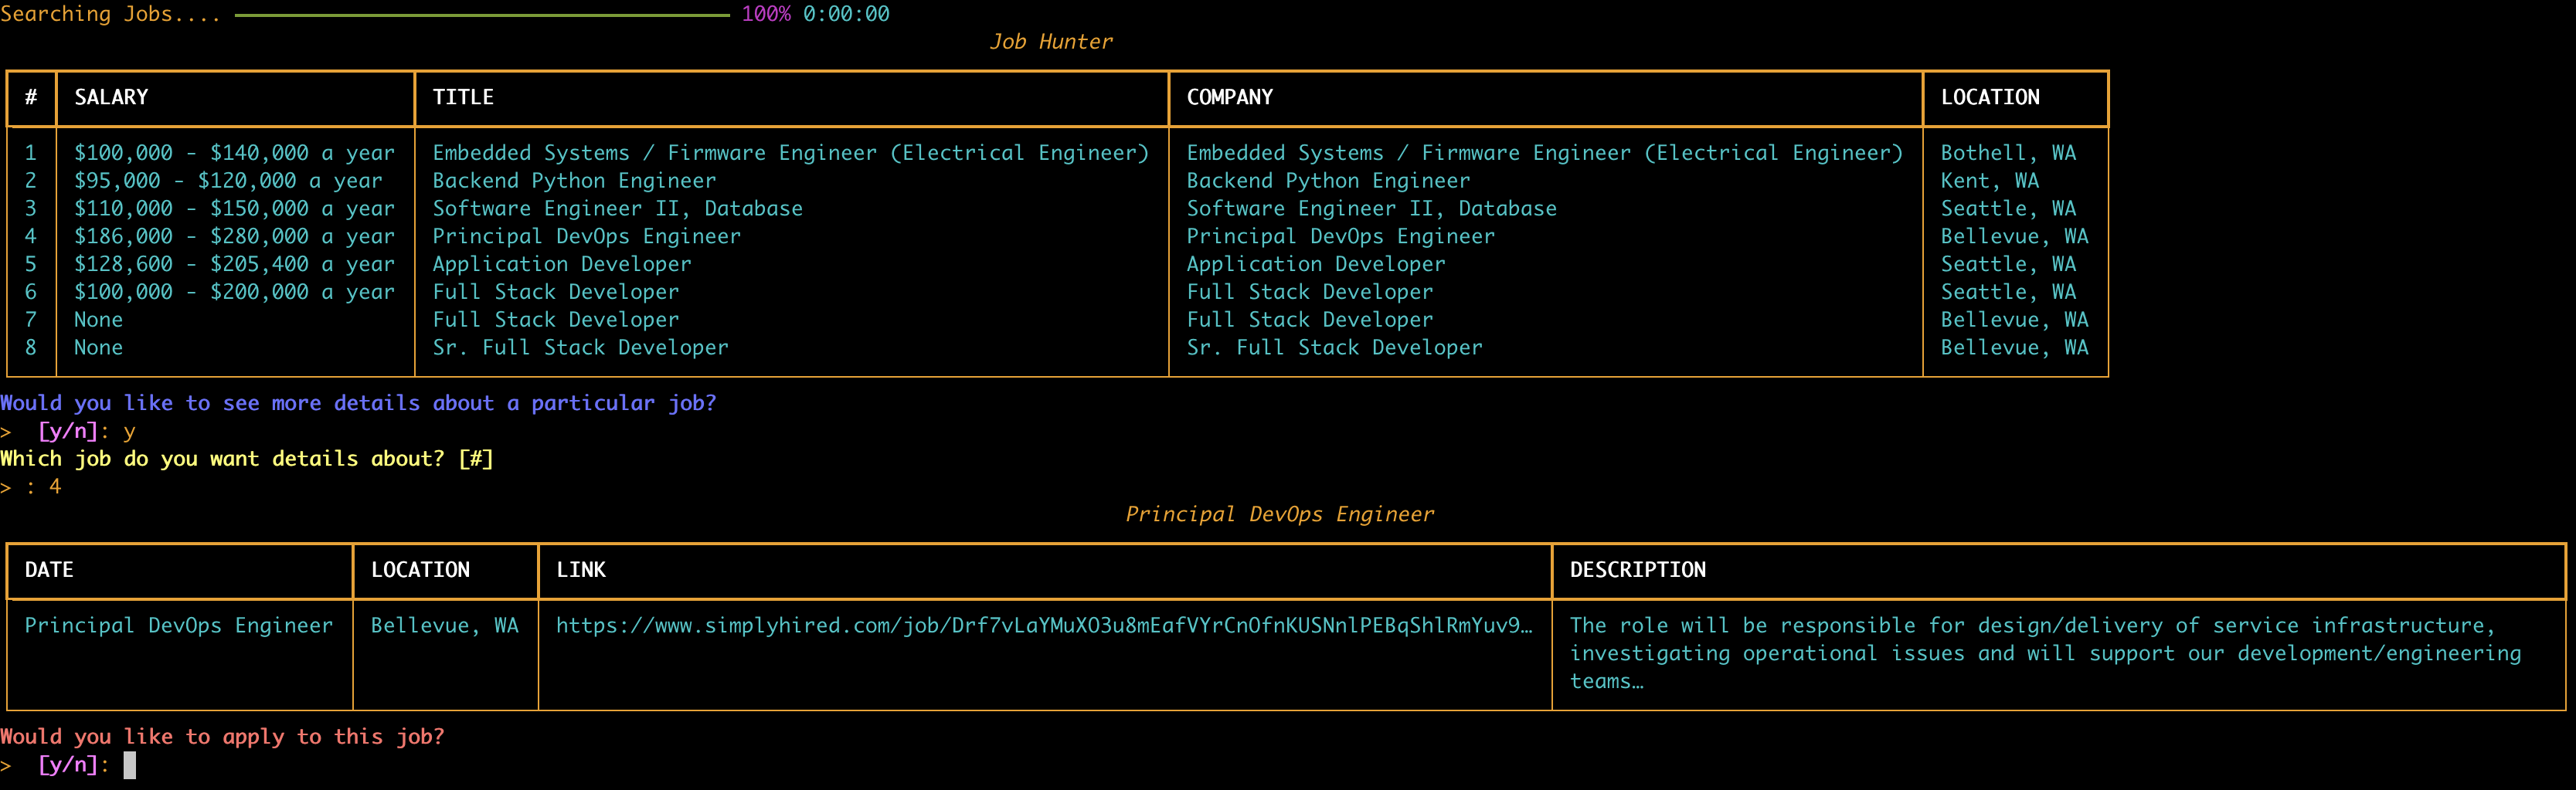 Searching Jobs.... 100% 0:00:00
Job Hunter
# SALARY TITLE COMPANY LOCATION
1 $100,000 - $140,000 a year Embedded Systems / Firmware Engineer (Electrical Engineer) Embedded Systems / Firmware Engineer (Electrical Engineer) Bothell, WA
2 $95,000 - $120,000 a year Backend Python Engineer Backend Python Engineer Kent, WA
3 $110,000 - $150,000 a year Software Engineer II, Database Software Engineer II, Database Seattle, WA
4 $186,000 - $280,000 a year Principal DevOps Engineer Principal DevOps Engineer Bellevue, WA
5 $128,600 - $205,400 a year Application Developer Application Developer Seattle, WA
6 $100,000 - $200,000 a year Full Stack Developer Full Stack Developer Seattle, WA
7 None Full Stack Developer Full Stack Developer Bellevue, WA
8 None Sr. Full Stack Developer Sr. Full Stack Developer Bellevue, WA
Would you like to see more details about a particular job?
> [y/n]: y
Which job do you want details about? [#]
> : 4
Principal DevOps Engineer
DATE LOCATION LINK DESCRIPTION
Principal DevOps Engineer Bellevue, WA https://www.simplyhired.com/job/Drf7vLaYMuXO3u8mEafVYrCnOfnKUSNnlPEBqShlRmYuv9… The role will be responsible for design/delivery of service infrastructure,
investigating operational issues and will support our development/engineering
teams…
Would you like to apply to this job?
> [y/n]: